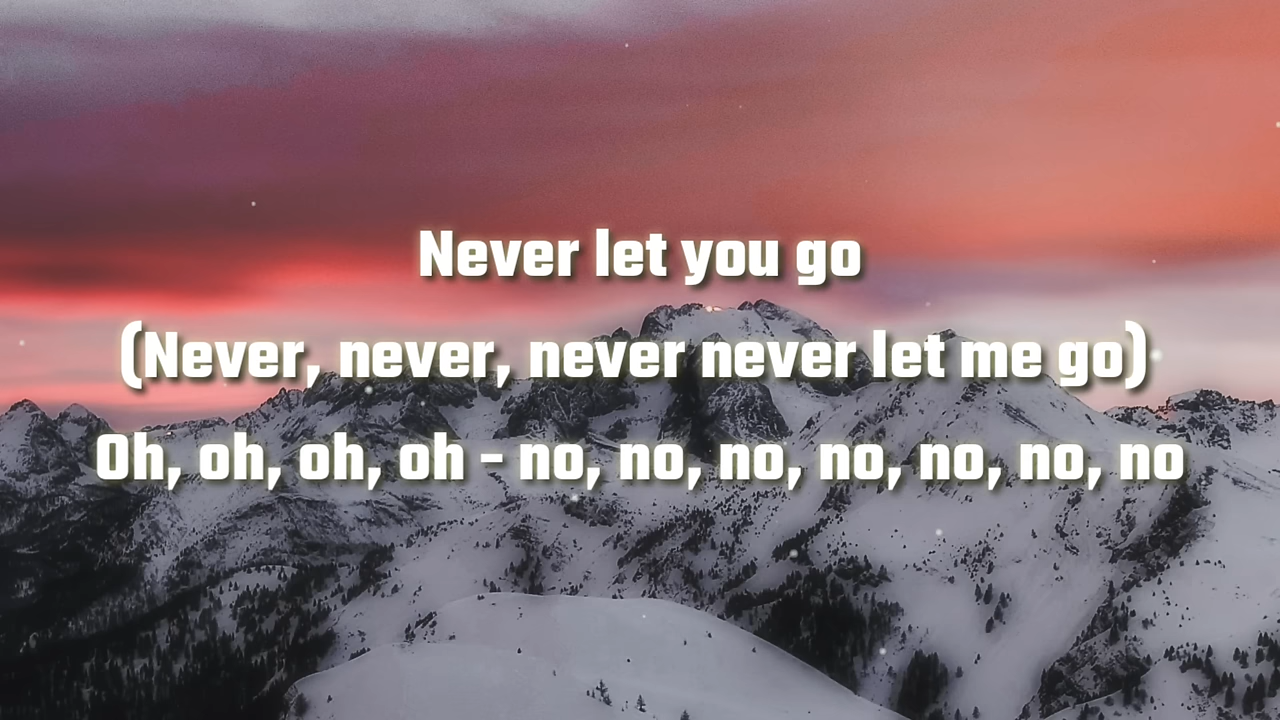 Never let you go
(Never, never, never never let me go)
Oh, oh, oh, oh - no, no, no, no, no, no, no